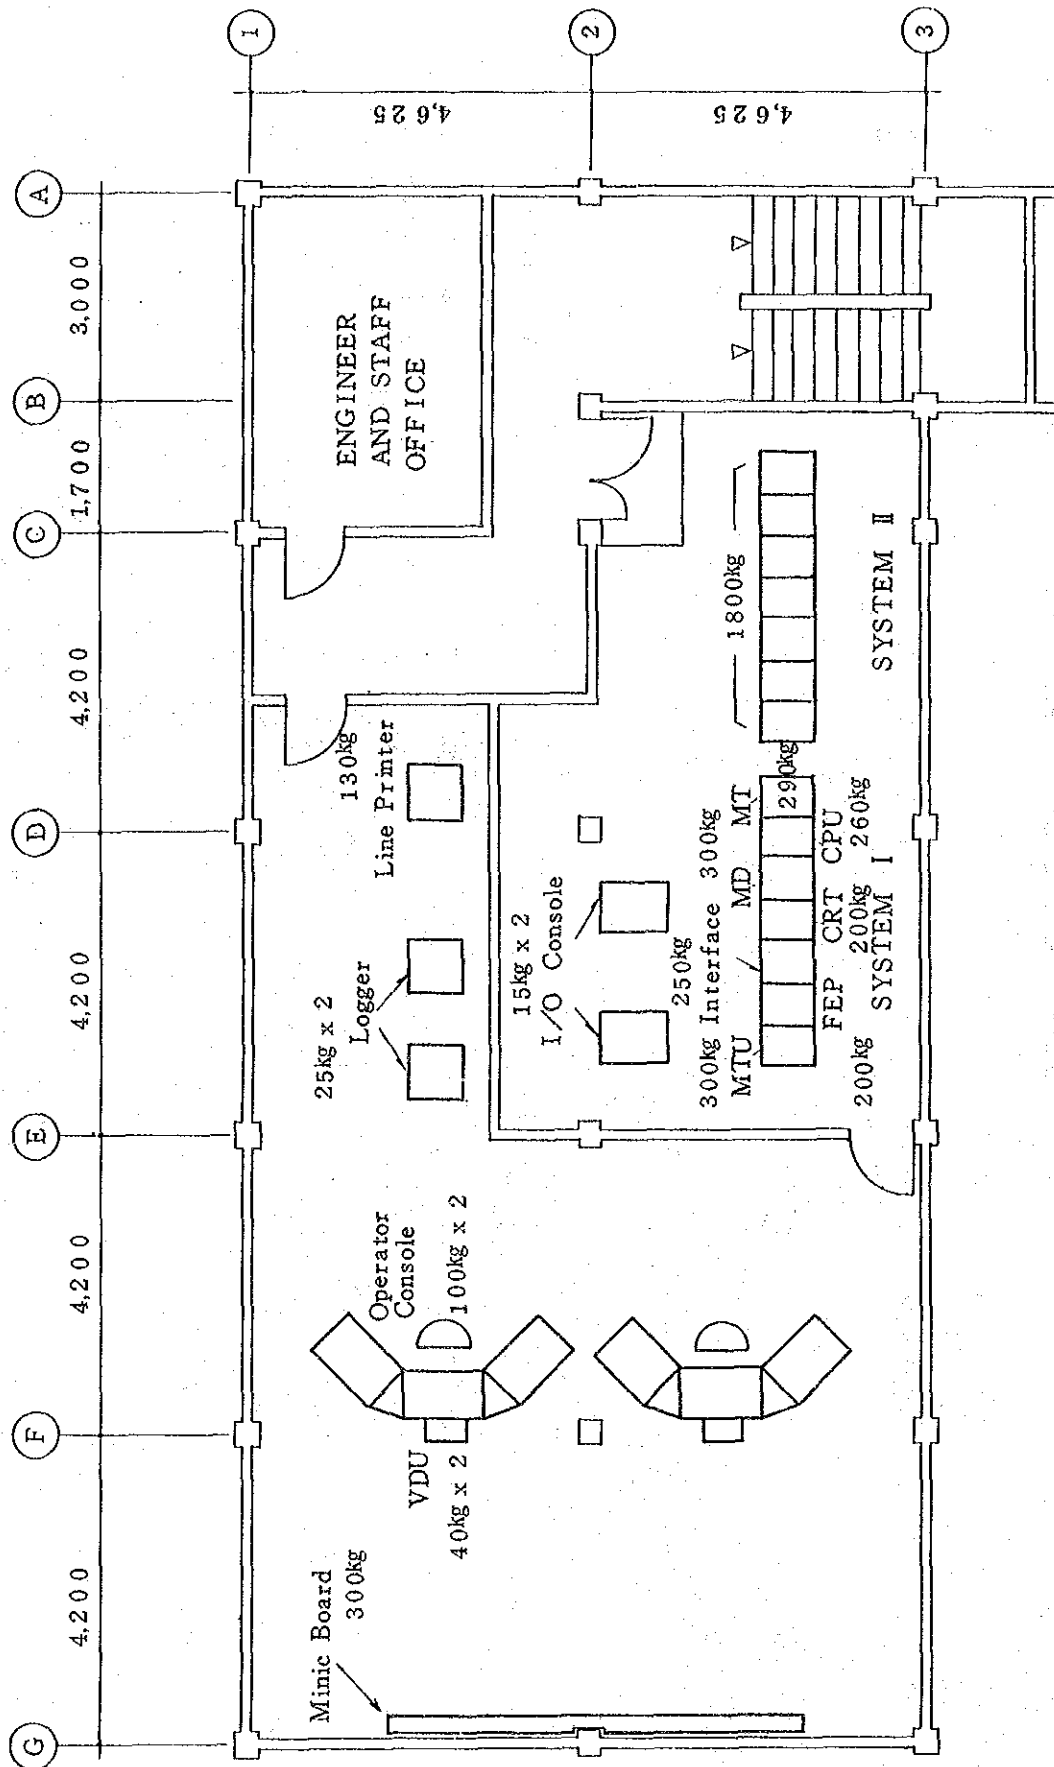 G
F
E
D
C
B
A
4,200
4,200
4,200
4,200
1,700
3,000
1
2
3
4,625
4,625
Minic Board
300kg
VDU
40kg x 2
Operator
Console
100kg x 2
25kg x 2
Logger
130kg
Line Printer
ENGINEER
AND STAFF
OFFICE
15kg x 2
I/O Console
250kg
300kg Interface 300kg
MTU MD MT
290kg
FEP CRT CPU
200kg 200kg 260kg
SYSTEM I
1800kg
SYSTEM II